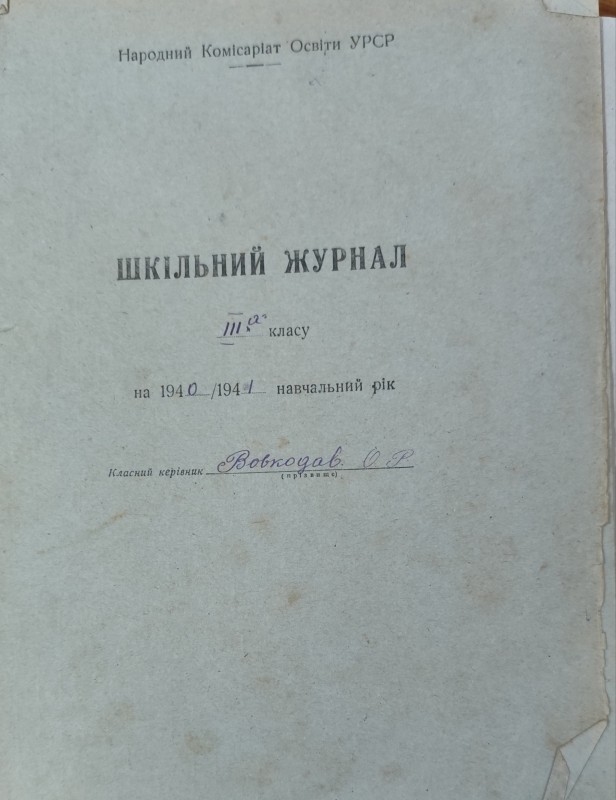 Народний Комісаріат Освіти УРСР
ШКІЛЬНИЙ ЖУРНАЛ
III "а" класу
на 1940/1941 навчальний рік
Класний керівник Вовкодав. О Р.
(прізвище)